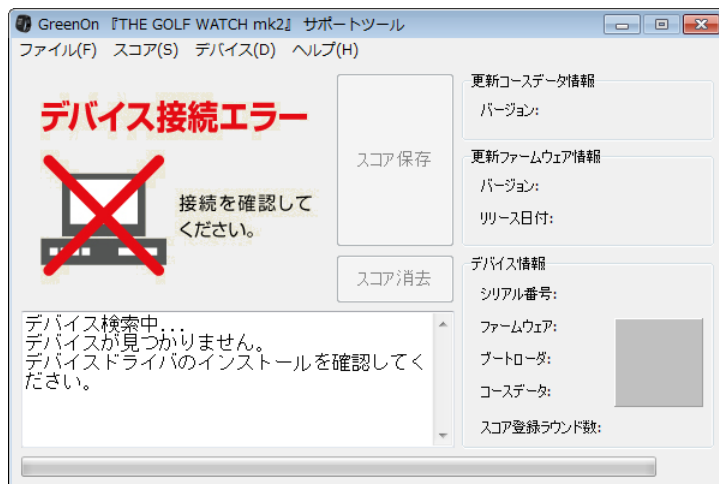 GreenOn 『THE GOLF WATCH mk2』 サポートツール
ファイル(F) スコア(S) デバイス(D) ヘルプ(H)
デバイス接続エラー
接続を確認して
ください。
スコア保存
スコア消去
デバイス検索中...
デバイスが見つかりません。
デバイスドライバのインストールを確認してく
ださい。
更新コースデータ情報
バージョン:
更新ファームウェア情報
バージョン:
リリース日付:
デバイス情報
シリアル番号:
ファームウェア:
ブートローダ:
コースデータ:
スコア登録ラウンド数: